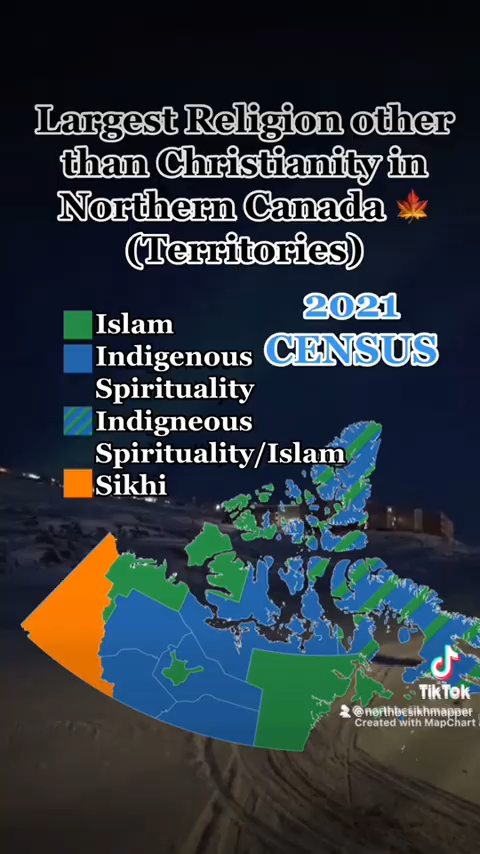 Largest Religion other
than Christianity in
Northern Canada 🍁
(Territories)
2021
CENSUS
Islam
Indigenous
Spirituality
Indigneous
Spirituality/Islam
Sikhi
TikTok
@northbcsikhmapper
Created with MapChart